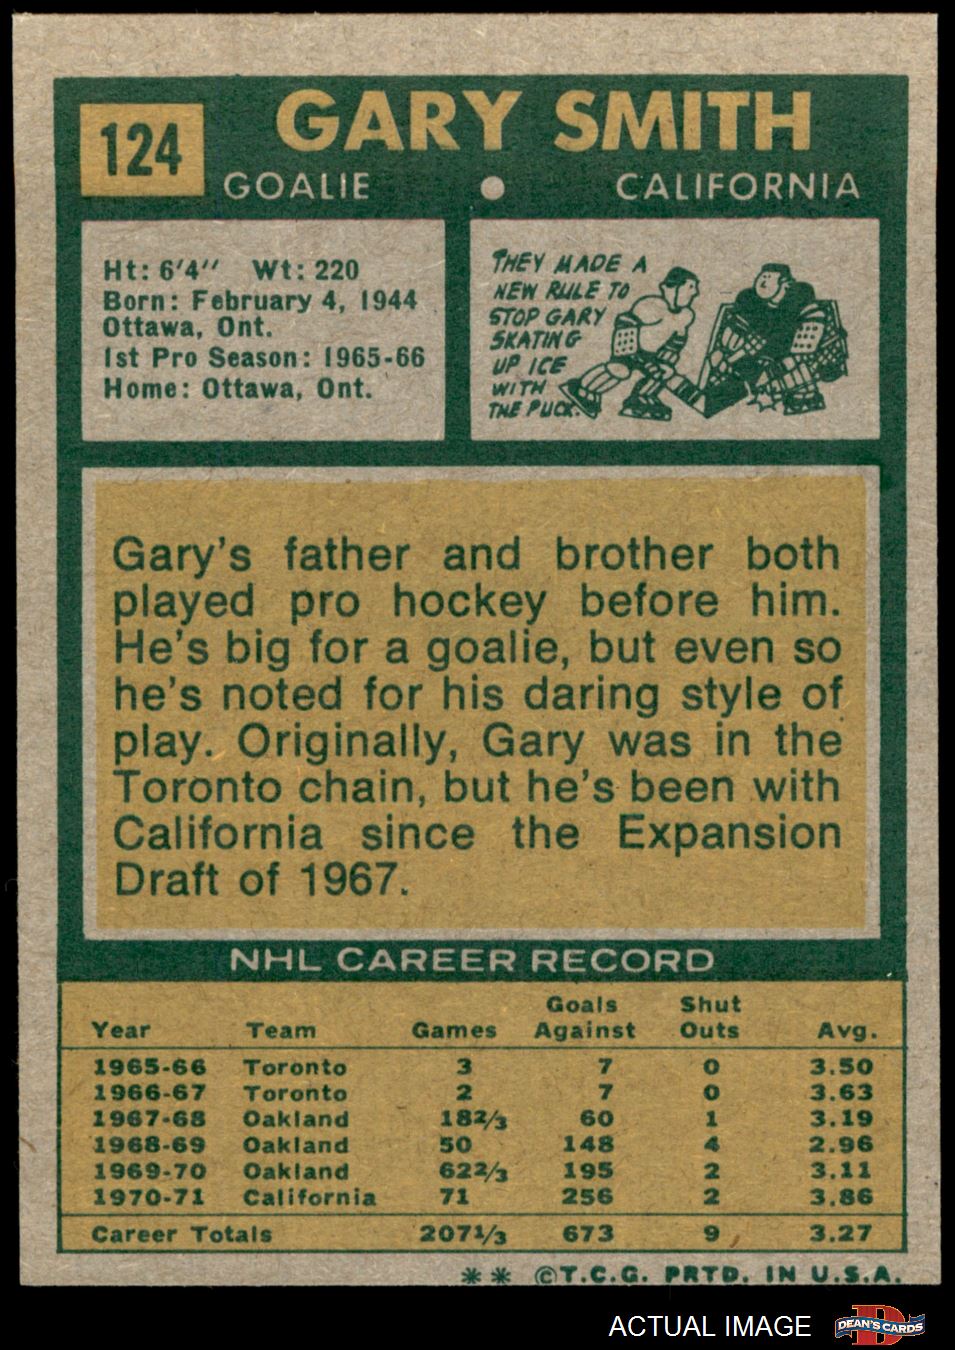 124
GARY SMITH
GOALIE ● CALIFORNIA
Ht: 6'4'' Wt: 220
Born: February 4, 1944
Ottawa, Ont.
1st Pro Season: 1965-66
Home: Ottawa, Ont.
THEY MADE A
NEW RULE TO
STOP GARY
SKATING
UP ICE
WITH
THE PUCK.
Gary's father and brother both
played pro hockey before him.
He's big for a goalie, but even so
he's noted for his daring style of
play. Originally, Gary was in the
Toronto chain, but he's been with
California since the Expansion
Draft of 1967.
NHL CAREER RECORD
Year Team Games Goals Against Shut Outs Avg.
1965-66 Toronto 3 7 0 3.50
1966-67 Toronto 2 7 0 3.63
1967-68 Oakland 182/3 60 1 3.19
1968-69 Oakland 50 148 4 2.96
1969-70 Oakland 622/3 195 2 3.11
1970-71 California 71 256 2 3.86
Career Totals 2071/3 673 9 3.27
** ©T.C.G. PRTD. IN U.S.A.
ACTUAL IMAGE
DEAN'S CARDS